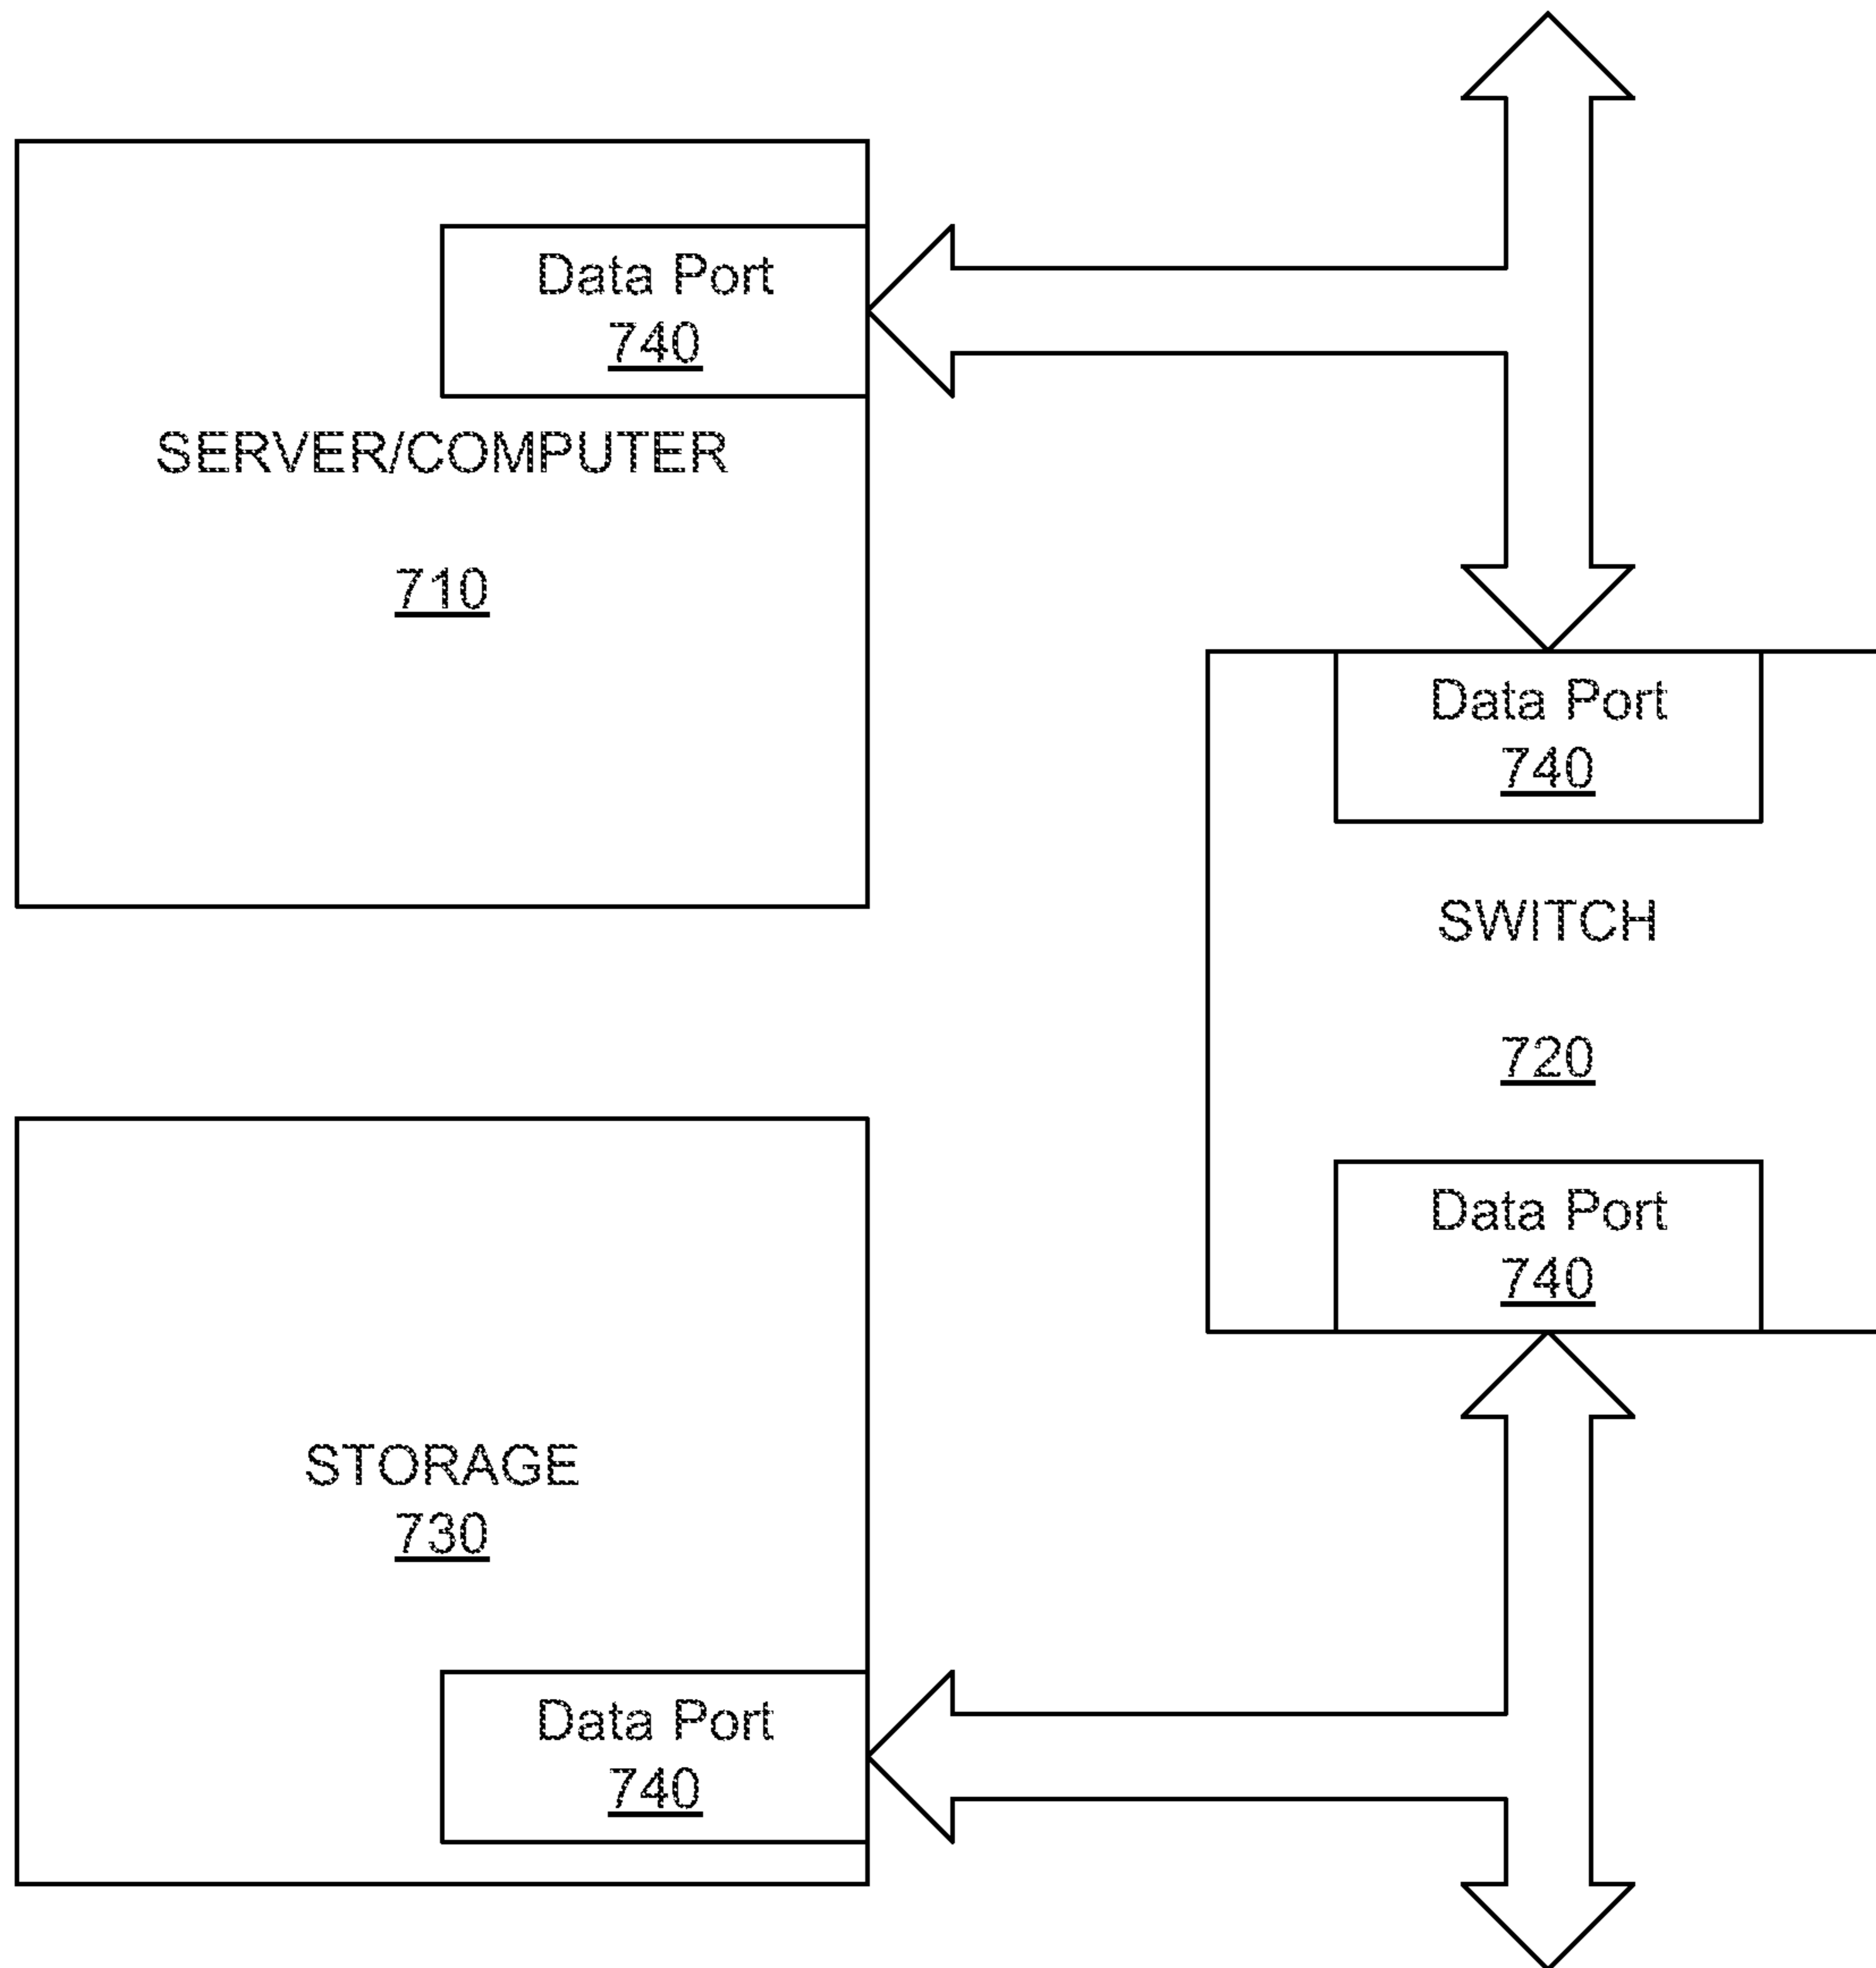 Data Port
740
SERVER/COMPUTER
710
Data Port
740
SWITCH
720
Data Port
740
STORAGE
730
Data Port
740